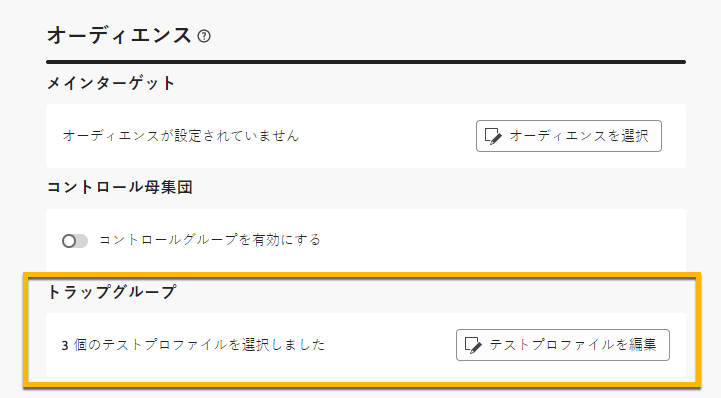 オーディエンス
メインターゲット
オーディエンスが設定されていません
オーディエンスを選択
コントロール母集団
コントロールグループを有効にする
トラップグループ
3 個のテストプロファイルを選択しました
テストプロファイルを編集